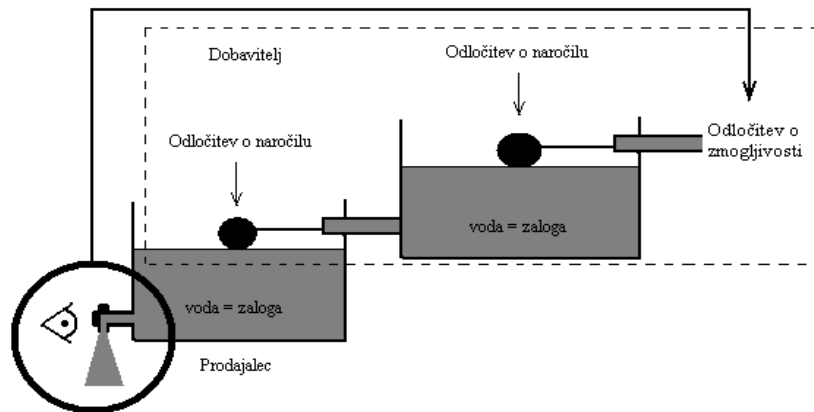 Dobavitelj
Odločitev o naročilu
Odločitev o naročilu
Odločitev o
zmogljivosti
voda = zaloga
voda = zaloga
Prodajalec